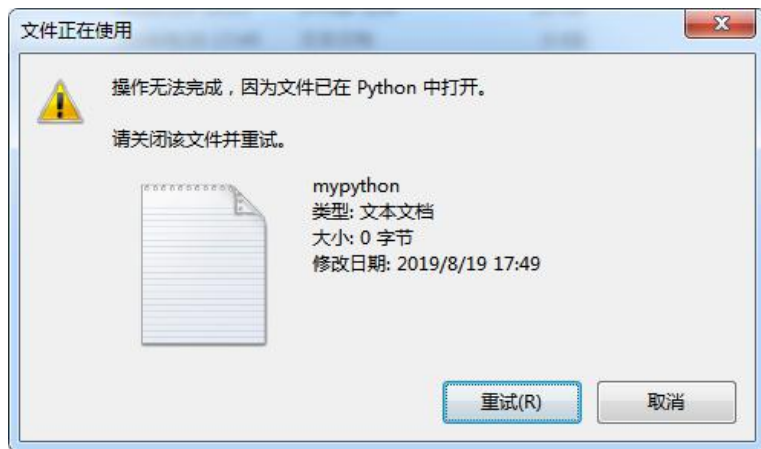 文件正在使用
操作无法完成，因为文件已在 Python 中打开。
请关闭该文件并重试。
mypython
类型: 文本文档
大小: 0 字节
修改日期: 2019/8/19 17:49
重试(R)
取消